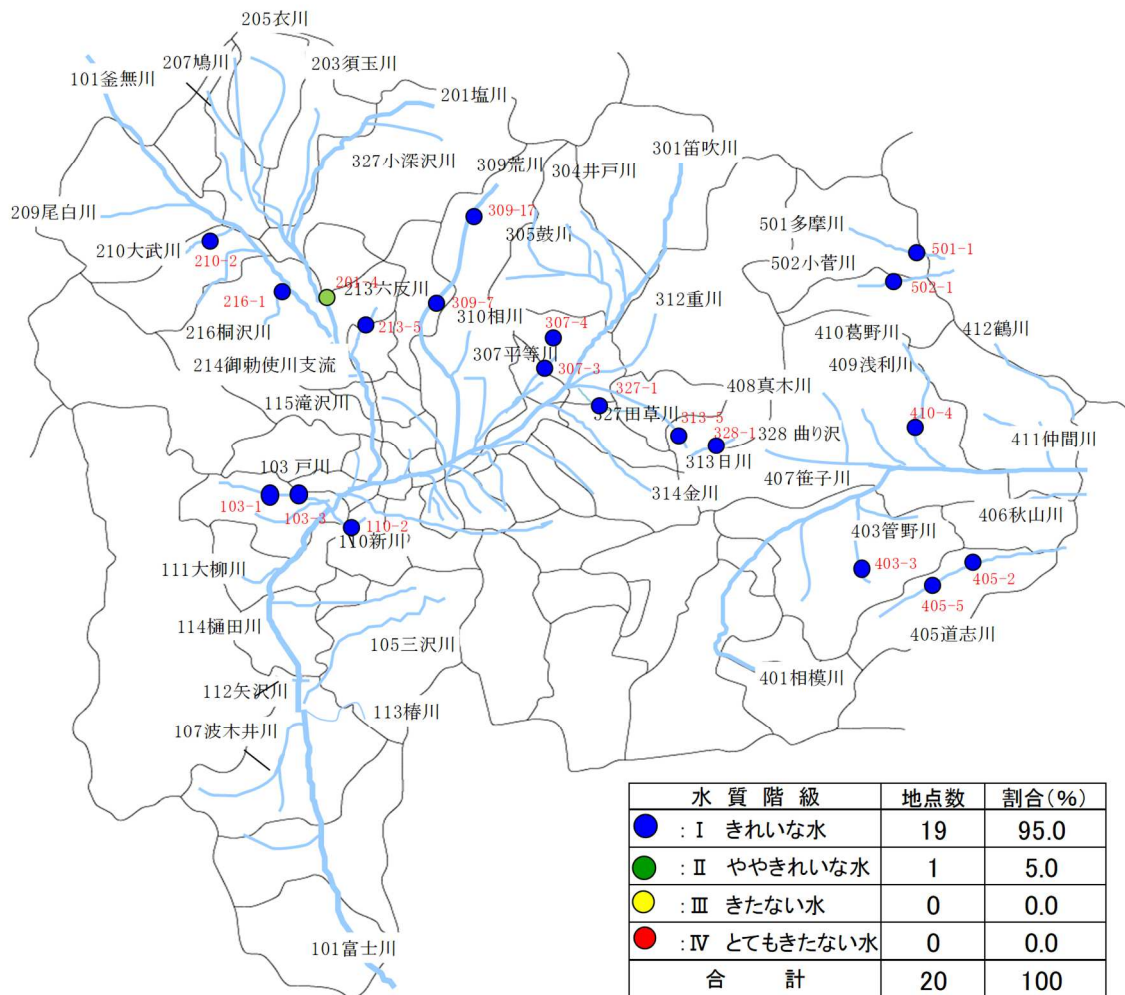 205衣川
207鳩川
203須玉川
101釜無川
201塩川
301笛吹川
327小深沢川
309荒川
304井戸川
209尾白川
309-17
305鼓川
501多摩川
210大武川
501-1
210-2
502小菅川
201-4
213六反川
502-1
216-1
309-7
312重川
216桐沢川
213-5
310相川
307-4
410葛野川
412鶴川
214御勅使川支流
307平等川
307-3
409浅利川
115滝沢川
327-1
408真木川
327田草川
313-5
410-4
328-1
328 曲り沢
411仲間川
103 戸川
313日川
407笹子川
314金川
103-1
103-3
110-2
406秋山川
110新川
403管野川
111大柳川
403-3
405-2
405-5
114樋田川
105三沢川
405道志川
401相模川
112矢沢川
113椿川
107波木井川
101富士川
水 質 階 級 地点数 割合(%)
:Ⅰ きれいな水 19 95.0
:Ⅱ ややきれいな水 1 5.0
:Ⅲ きたない水 0 0.0
:Ⅳ とてもきたない水 0 0.0
合 計 20 100